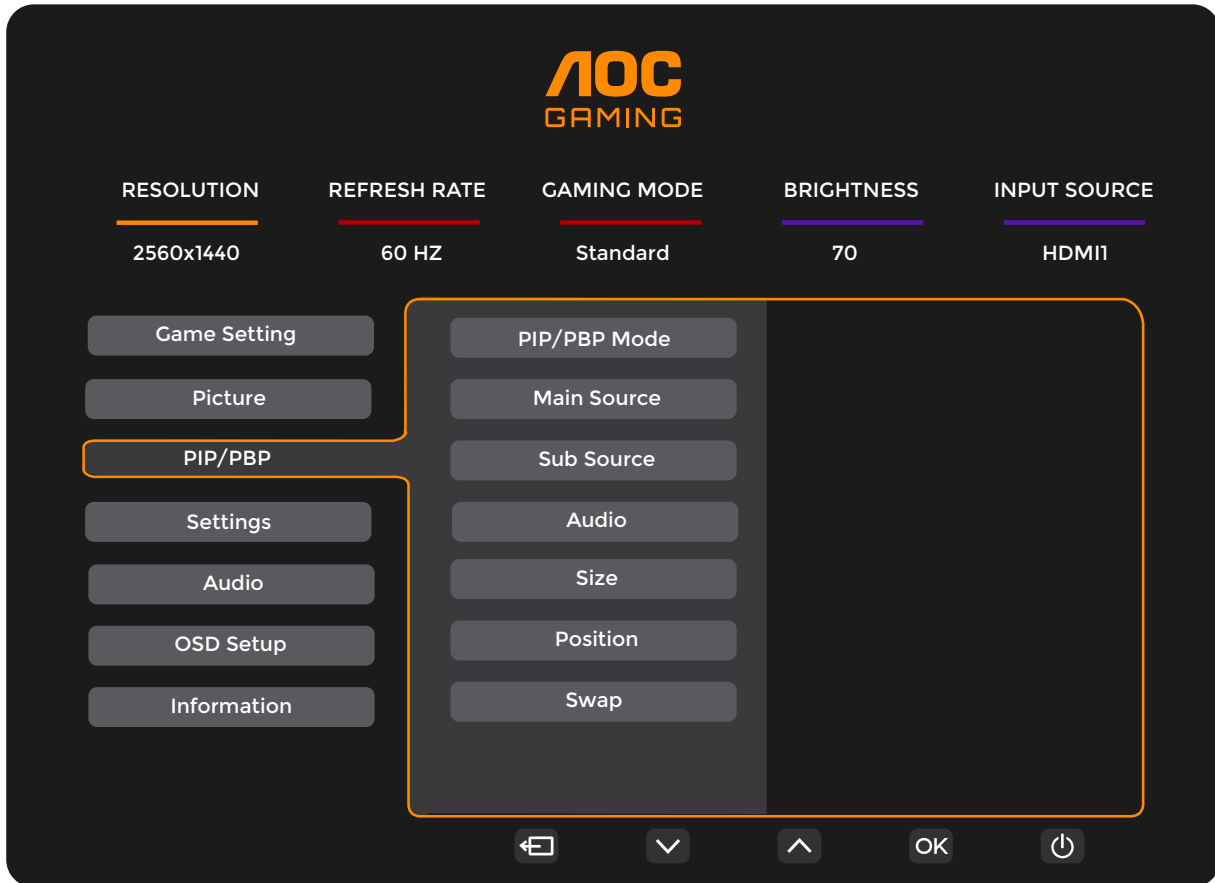 AOC
GAMING
RESOLUTION REFRESH RATE GAMING MODE BRIGHTNESS INPUT SOURCE
2560x1440 60 HZ Standard 70 HDMI1
Game Setting
Picture
PIP/PBP
Settings
Audio
OSD Setup
Information
PIP/PBP Mode
Main Source
Sub Source
Audio
Size
Position
Swap
OK